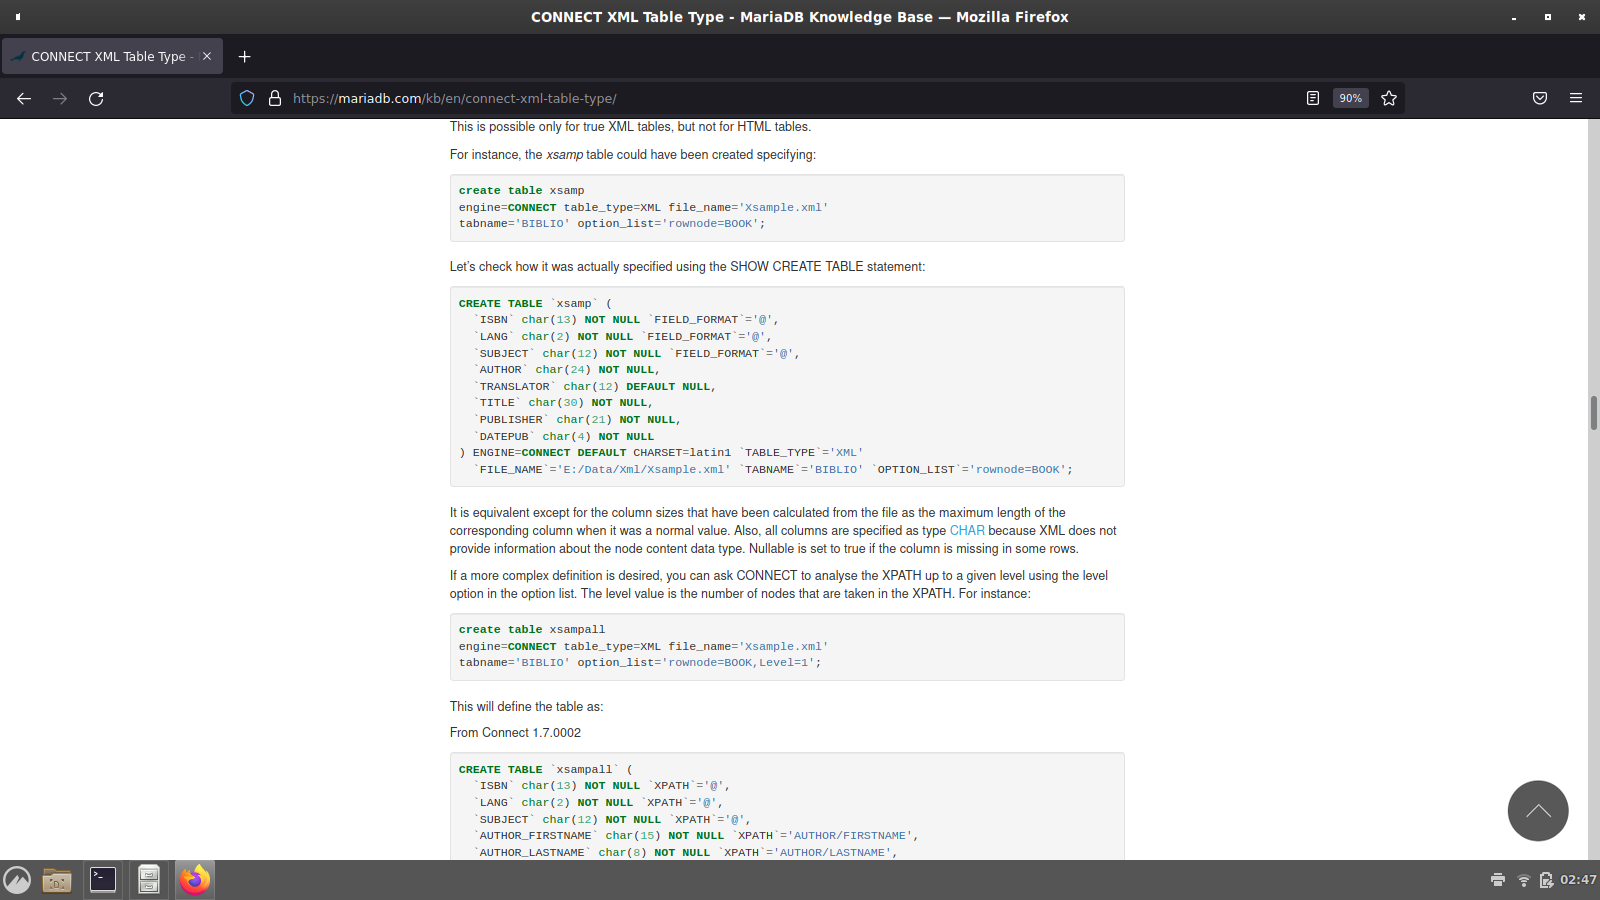 CONNECT XML Table Type - MariaDB Knowledge Base — Mozilla Firefox
CONNECT XML Table Type -
https://mariadb.com/kb/en/connect-xml-table-type/
90%
This is possible only for true XML tables, but not for HTML tables.
For instance, the xsamp table could have been created specifying:
create table xsamp
engine=CONNECT table_type=XML file_name='Xsample.xml'
tabname='BIBLIO' option_list='rownode=BOOK';
Let's check how it was actually specified using the SHOW CREATE TABLE statement:
CREATE TABLE `xsamp` (
  `ISBN` char(13) NOT NULL `FIELD_FORMAT`='@',
  `LANG` char(2) NOT NULL `FIELD_FORMAT`='@',
  `SUBJECT` char(12) NOT NULL `FIELD_FORMAT`='@',
  `AUTHOR` char(24) NOT NULL,
  `TRANSLATOR` char(12) DEFAULT NULL,
  `TITLE` char(30) NOT NULL,
  `PUBLISHER` char(21) NOT NULL,
  `DATEPUB` char(4) NOT NULL
) ENGINE=CONNECT DEFAULT CHARSET=latin1 `TABLE_TYPE`='XML'
  `FILE_NAME`='E:/Data/Xml/Xsample.xml' `TABNAME`='BIBLIO' `OPTION_LIST`='rownode=BOOK';
It is equivalent except for the column sizes that have been calculated from the file as the maximum length of the
corresponding column when it was a normal value. Also, all columns are specified as type CHAR because XML does not
provide information about the node content data type. Nullable is set to true if the column is missing in some rows.
If a more complex definition is desired, you can ask CONNECT to analyse the XPATH up to a given level using the level
option in the option list. The level value is the number of nodes that are taken in the XPATH. For instance:
create table xsampall
engine=CONNECT table_type=XML file_name='Xsample.xml'
tabname='BIBLIO' option_list='rownode=BOOK,Level=1';
This will define the table as:
From Connect 1.7.0002
CREATE TABLE `xsampall` (
  `ISBN` char(13) NOT NULL `XPATH`='@',
  `LANG` char(2) NOT NULL `XPATH`='@',
  `SUBJECT` char(12) NOT NULL `XPATH`='@',
  `AUTHOR_FIRSTNAME` char(15) NOT NULL `XPATH`='AUTHOR/FIRSTNAME',
  `AUTHOR_LASTNAME` char(8) NOT NULL `XPATH`='AUTHOR/LASTNAME',
02:47